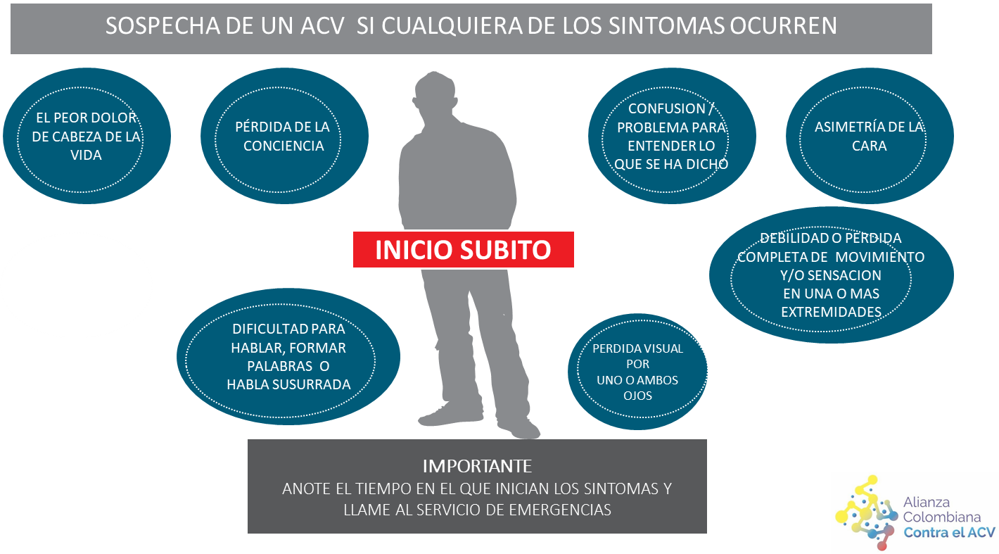 SOSPECHA DE UN ACV SI CUALQUIERA DE LOS SINTOMAS OCURREN
EL PEOR DOLOR
DE CABEZA DE LA
VIDA
PÉRDIDA DE LA
CONCIENCIA
CONFUSION /
PROBLEMA PARA
ENTENDER LO
QUE SE HA DICHO
ASIMETRÍA DE LA
CARA
INICIO SUBITO
DEBILIDAD O PERDIDA
COMPLETA DE MOVIMIENTO
Y/O SENSACION
EN UNA O MAS
EXTREMIDADES
DIFICULTAD PARA
HABLAR, FORMAR
PALABRAS O
HABLA SUSURRADA
PERDIDA VISUAL
POR
UNO O AMBOS
OJOS
IMPORTANTE
ANOTE EL TIEMPO EN EL QUE INICIAN LOS SINTOMAS Y
LLAME AL SERVICIO DE EMERGENCIAS
Alianza
Colombiana
Contra el ACV